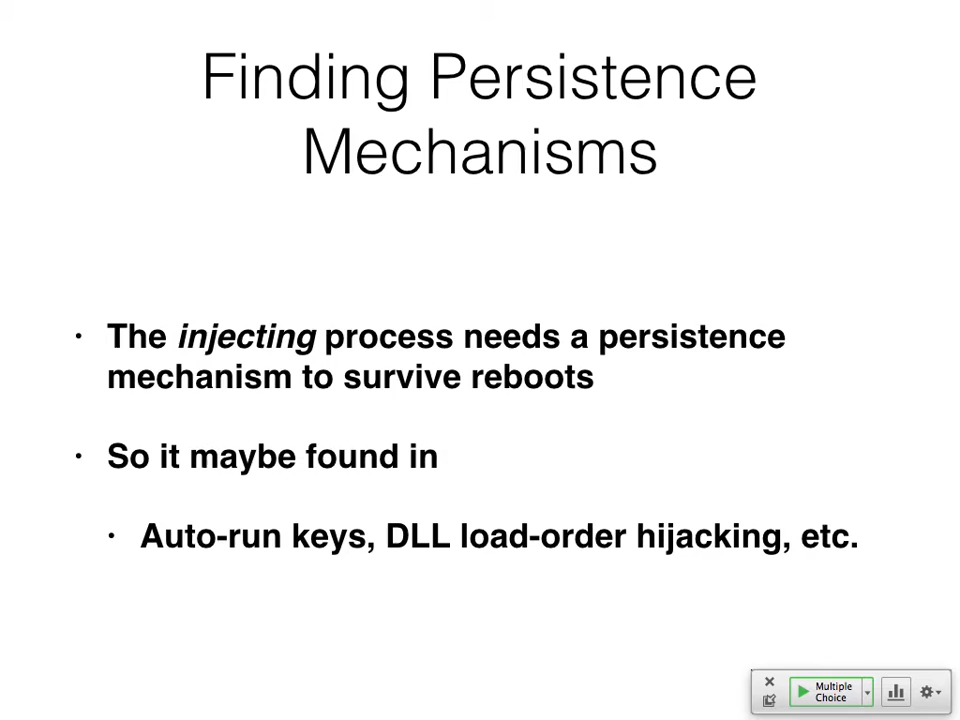 Finding Persistence
Mechanisms
• The injecting process needs a persistence
mechanism to survive reboots
• So it maybe found in
• Auto-run keys, DLL load-order hijacking, etc.
Multiple
Choice